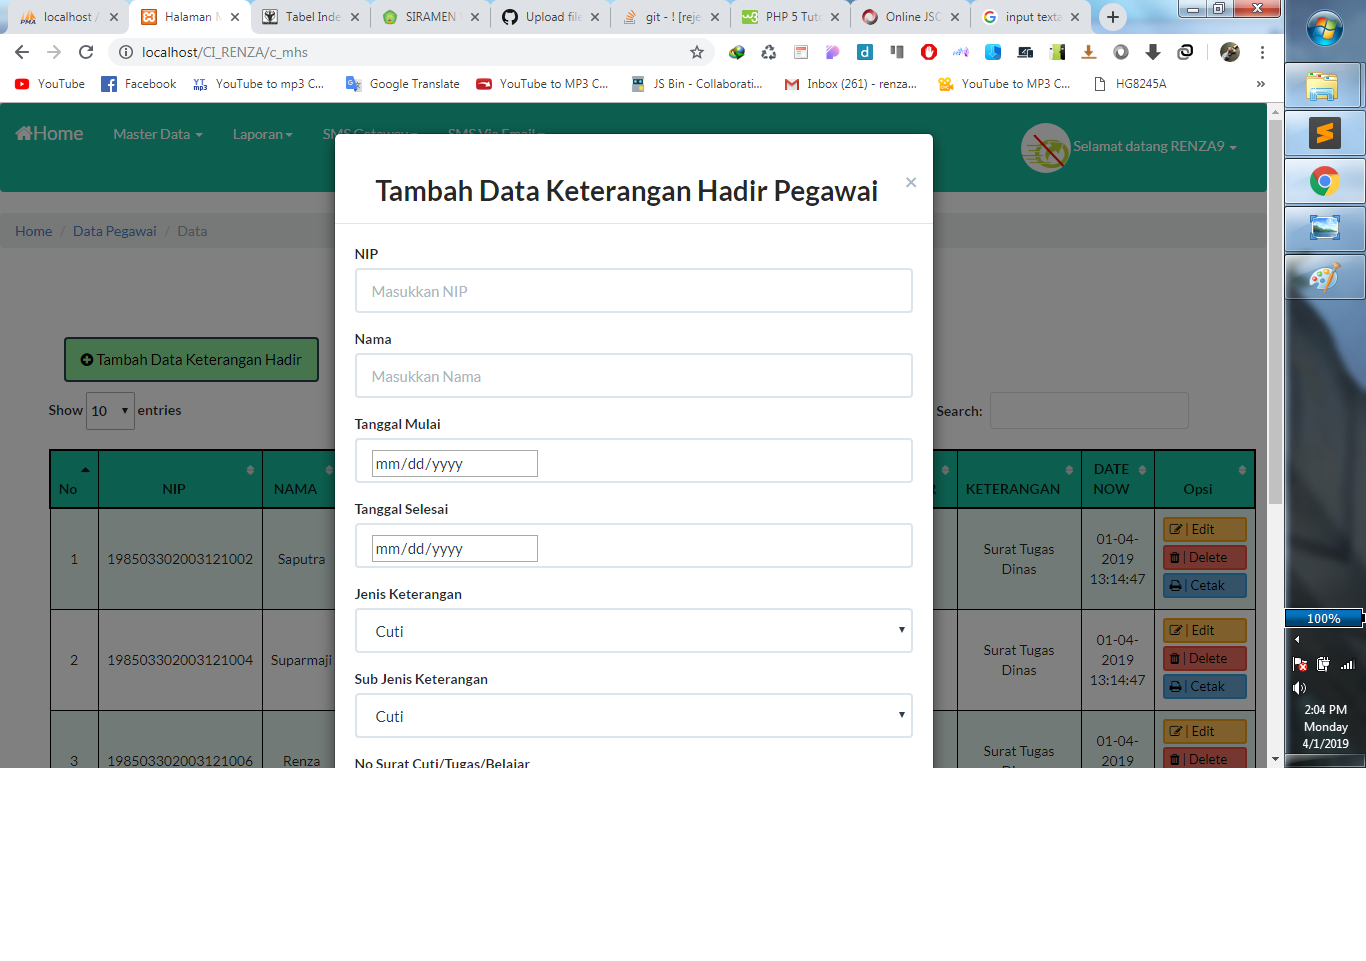 localhost /
Halaman M
Tabel Inde
SIRAMEN
Upload file
git - ! [reje
PHP 5 Tuto
Online JSC
input texta
localhost/CI_RENZA/c_mhs
YouTube
Facebook
YouTube to mp3 C...
Google Translate
YouTube to MP3 C...
JS Bin - Collaborati...
Inbox (261) - renza...
YouTube to MP3 C...
HG8245A
»
Home
Master Data
Laporan
SMS Gateway
SMS Via Email
Selamat datang RENZA9
Tambah Data Keterangan Hadir Pegawai
×
Home / Data Pegawai / Data
NIP
Masukkan NIP
Nama
Masukkan Nama
Tanggal Mulai
mm/dd/yyyy
Tanggal Selesai
mm/dd/yyyy
Jenis Keterangan
Cuti
Sub Jenis Keterangan
Cuti
No Surat Cuti/Tugas/Belajar
Tambah Data Keterangan Hadir
Show 10 entries
Search:
No NIP NAMA KETERANGAN DATE NOW Opsi
1 198503302003121002 Saputra Surat Tugas Dinas 01-04-2019 13:14:47
| Edit
| Delete
| Cetak
2 198503302003121004 Suparmaji Surat Tugas Dinas 01-04-2019 13:14:47
| Edit
| Delete
| Cetak
3 198503302003121006 Renza Surat Tugas 01-04-2019
| Edit
| Delete
100%
2:04 PM
Monday
4/1/2019